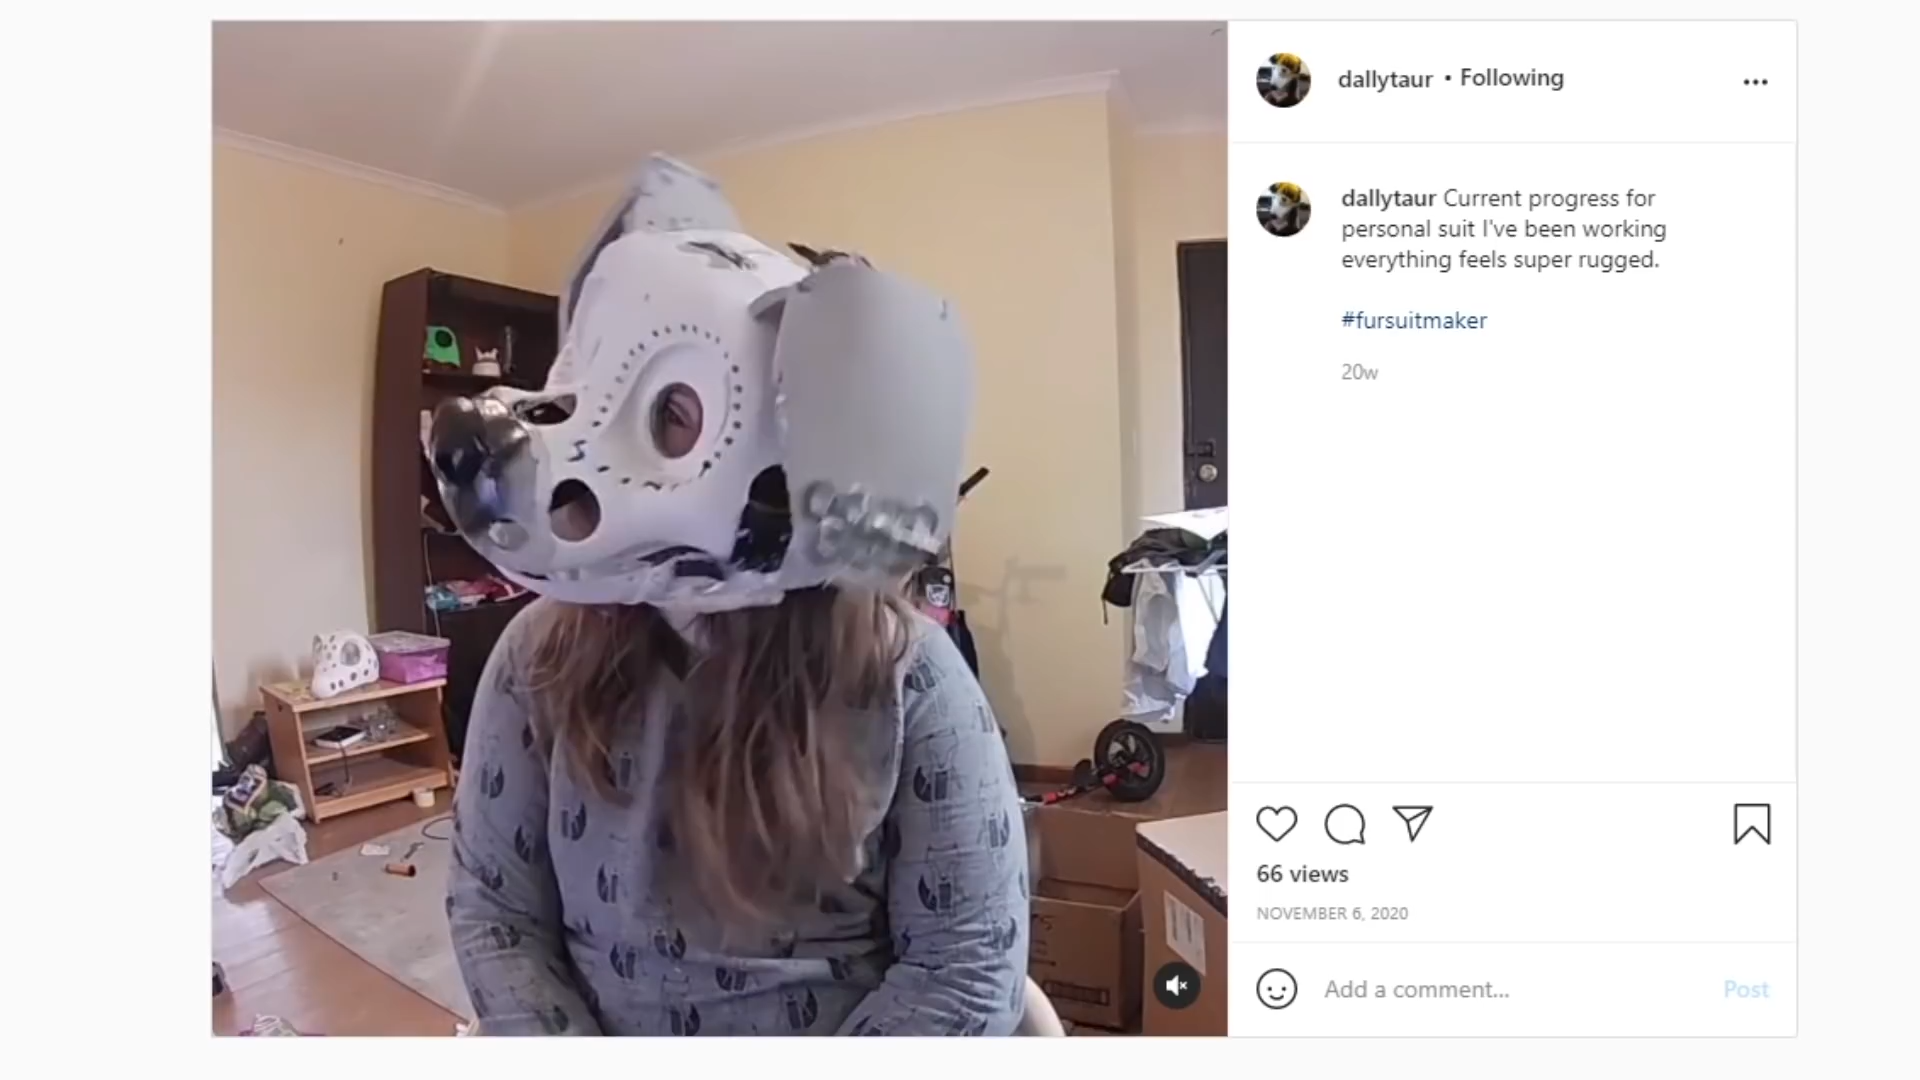 dallytaur • Following
dallytaur Current progress for
personal suit I've been working
everything feels super rugged.
#fursuitmaker
20w
66 views
NOVEMBER 6, 2020
Add a comment...
Post